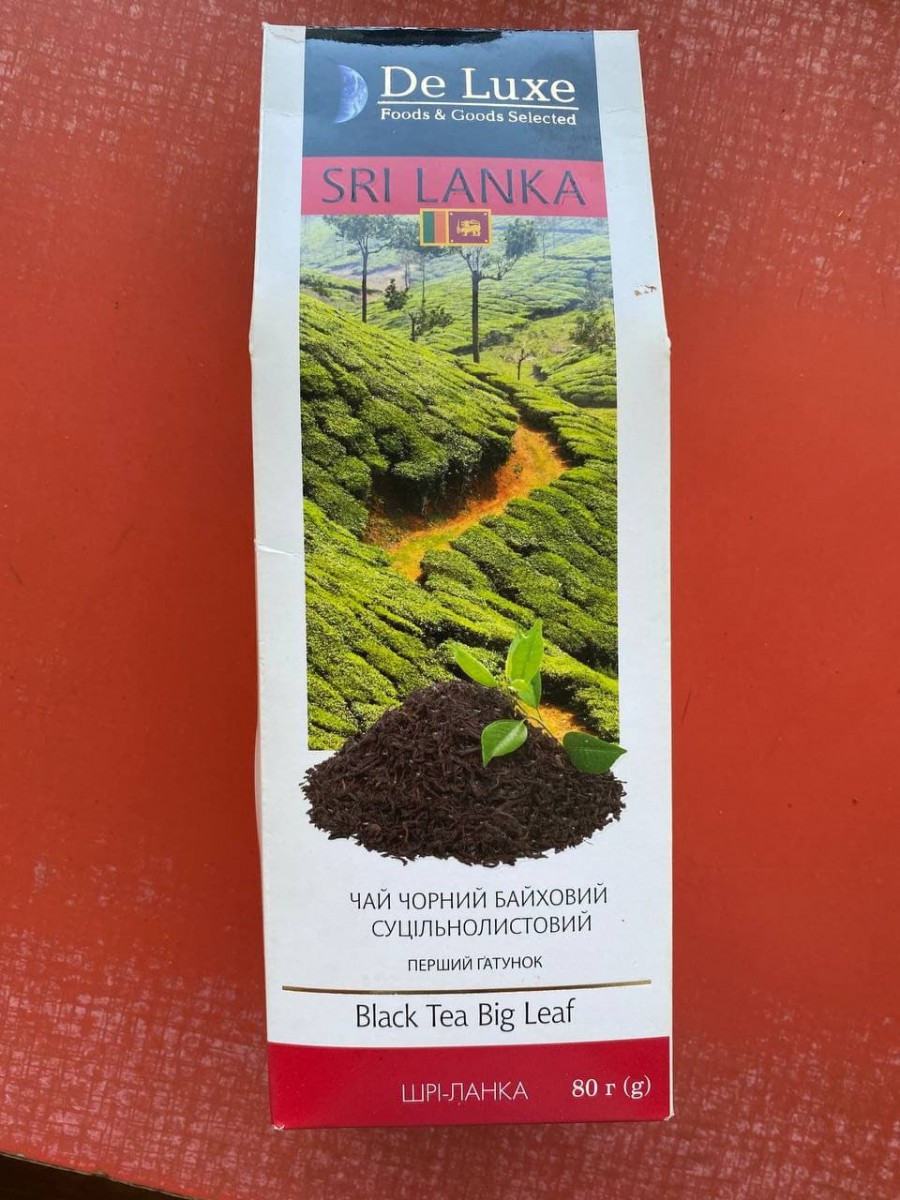 De Luxe
Foods & Goods Selected
SRI LANKA
ЧАЙ ЧОРНИЙ БАЙХОВИЙ
СУЦІЛЬНОЛИСТОВИЙ
ПЕРШИЙ ҐАТУНОК
Black Tea Big Leaf
ШРІ-ЛАНКА 80 г (g)